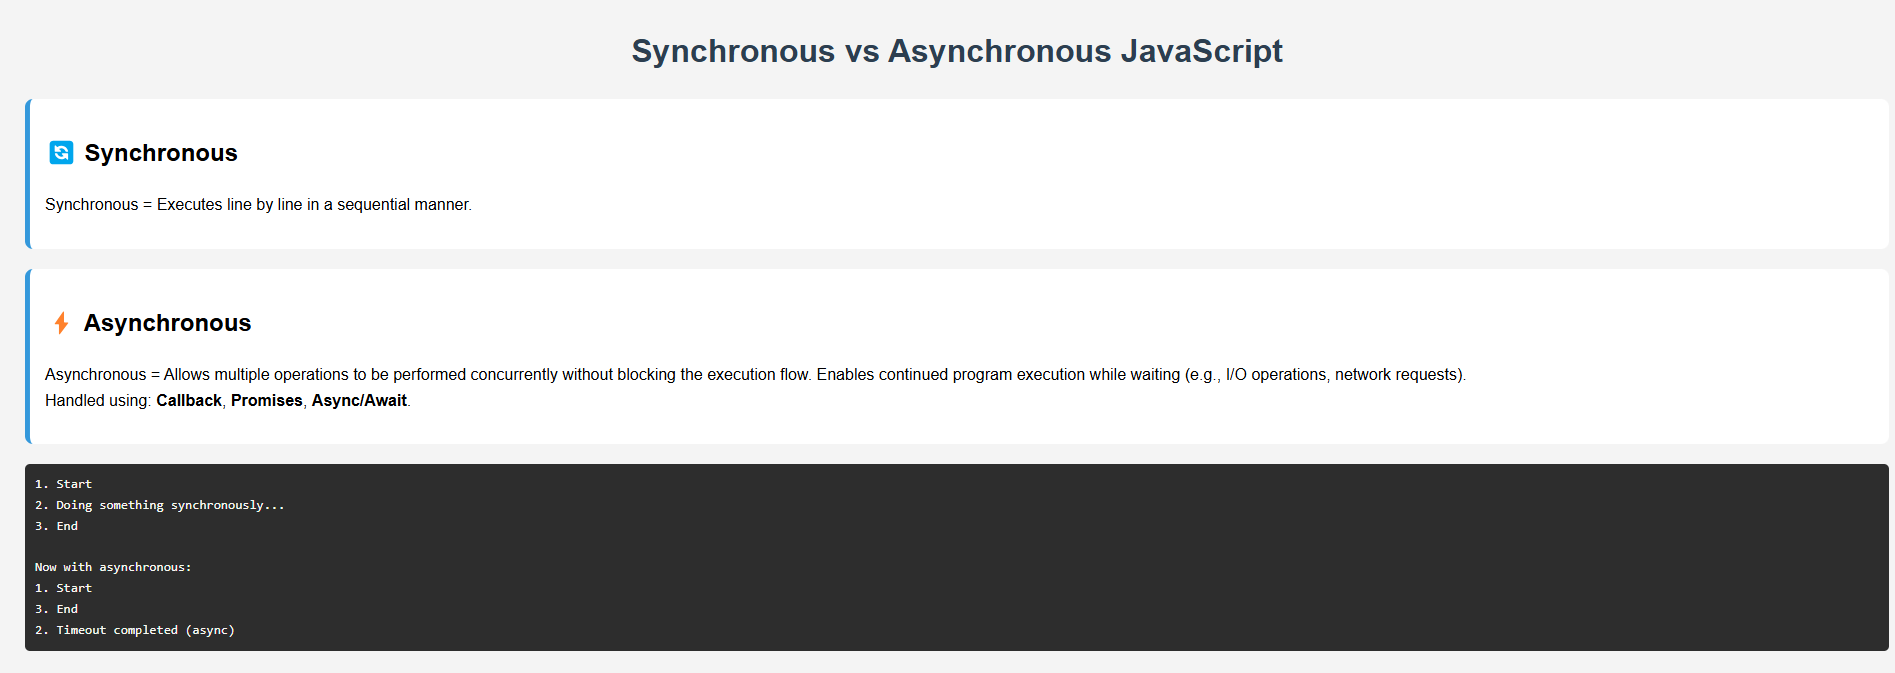 Synchronous vs Asynchronous JavaScript
🔄 Synchronous
Synchronous = Executes line by line in a sequential manner.
⚡ Asynchronous
Asynchronous = Allows multiple operations to be performed concurrently without blocking the execution flow. Enables continued program execution while waiting (e.g., I/O operations, network requests).
Handled using: Callback, Promises, Async/Await.
1. Start
2. Doing something synchronously...
3. End
Now with asynchronous:
1. Start
3. End
2. Timeout completed (async)